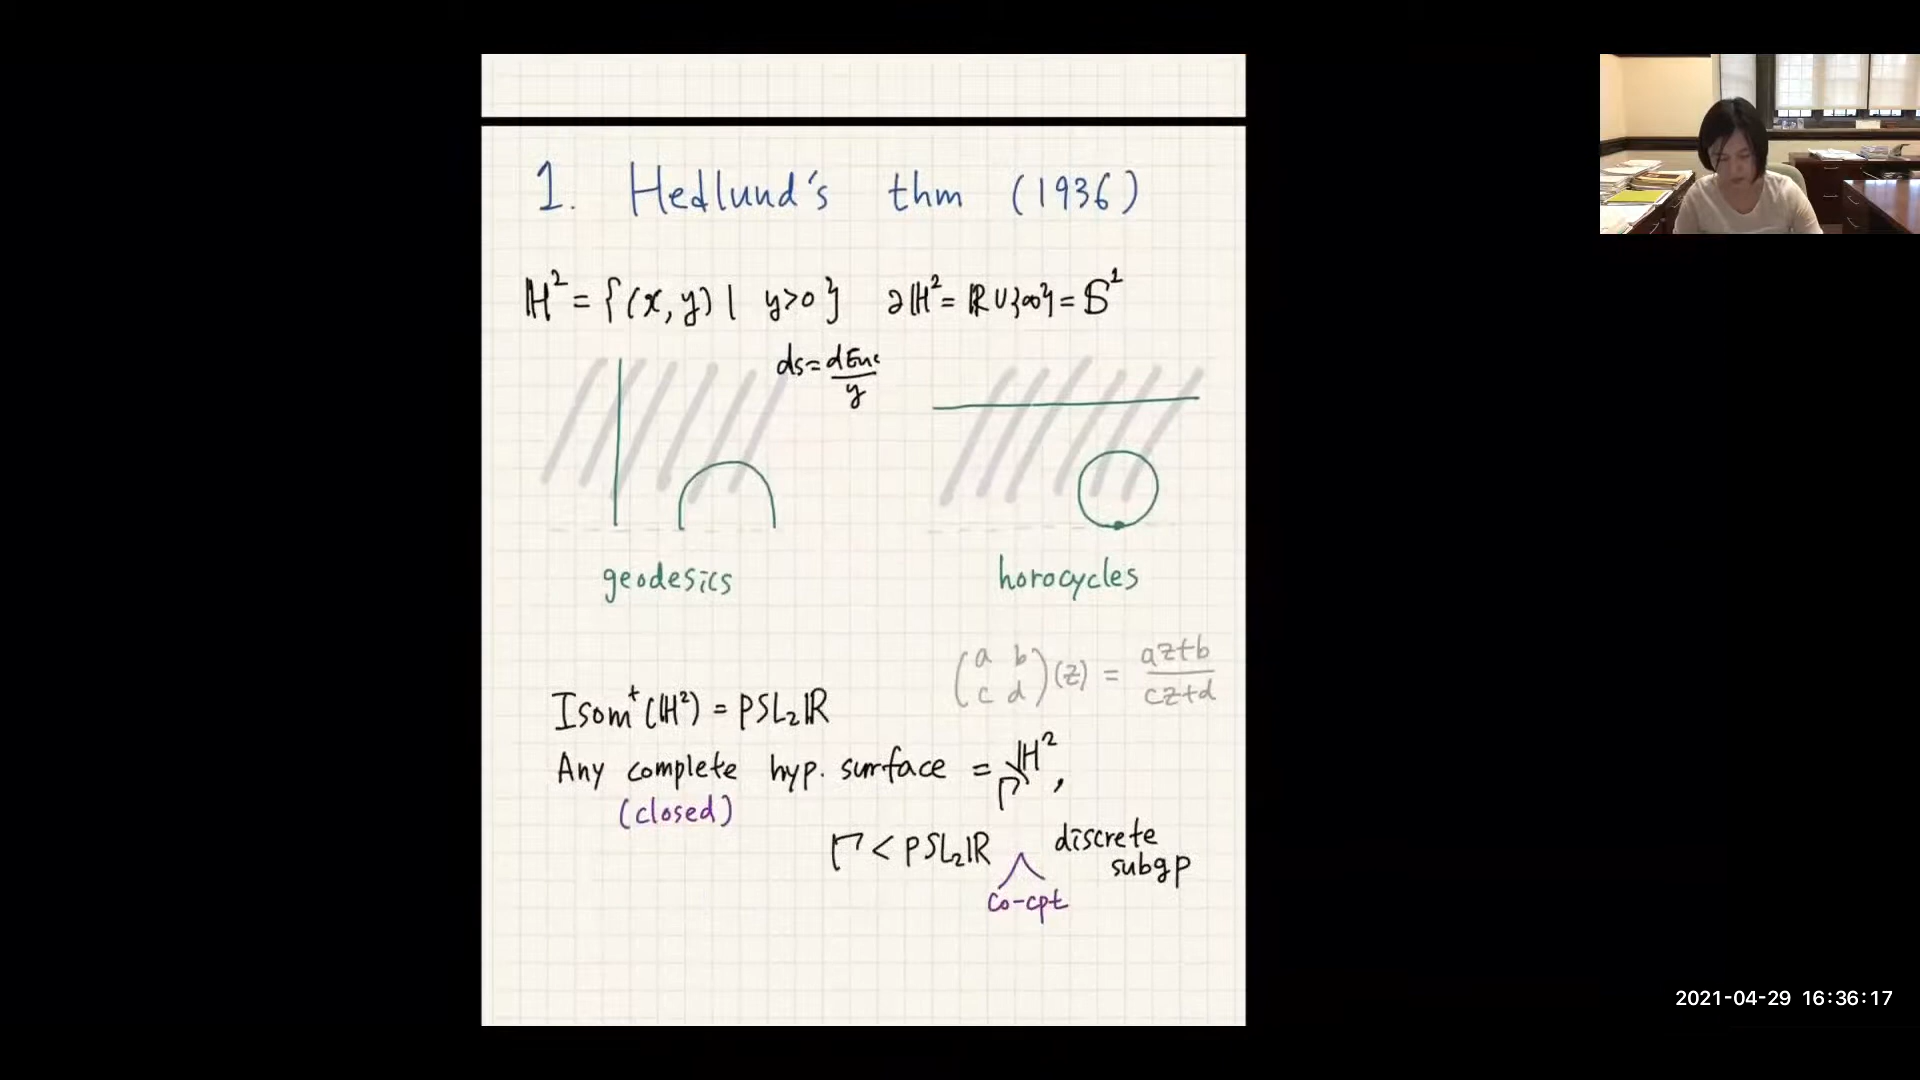 1. Hedlund's thm (1936)
ℍ² = {(x, y) | y>0} ∂ℍ² = ℝ ∪ {∞} = S¹
ds = dEuc/y
geodesics horocycles
(a b c d)(z) = az+b/cz+d
Isom⁺(ℍ²) = PSL₂ℝ
Any complete hyp. surface = Γ\ℍ²,
(closed)
Γ < PSL₂ℝ discrete
subgp
co-cpt
2021-04-29 16:36:17